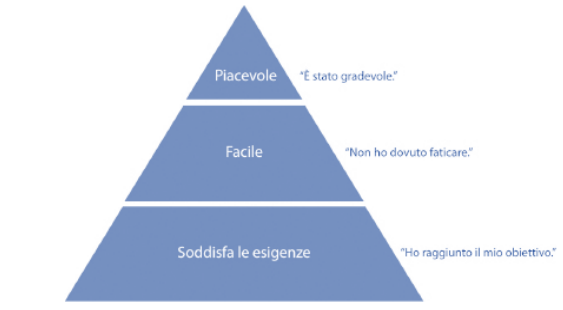 Piacevole
“È stato gradevole.”
Facile
“Non ho dovuto faticare.”
Soddisfa le esigenze
“Ho raggiunto il mio obiettivo.”